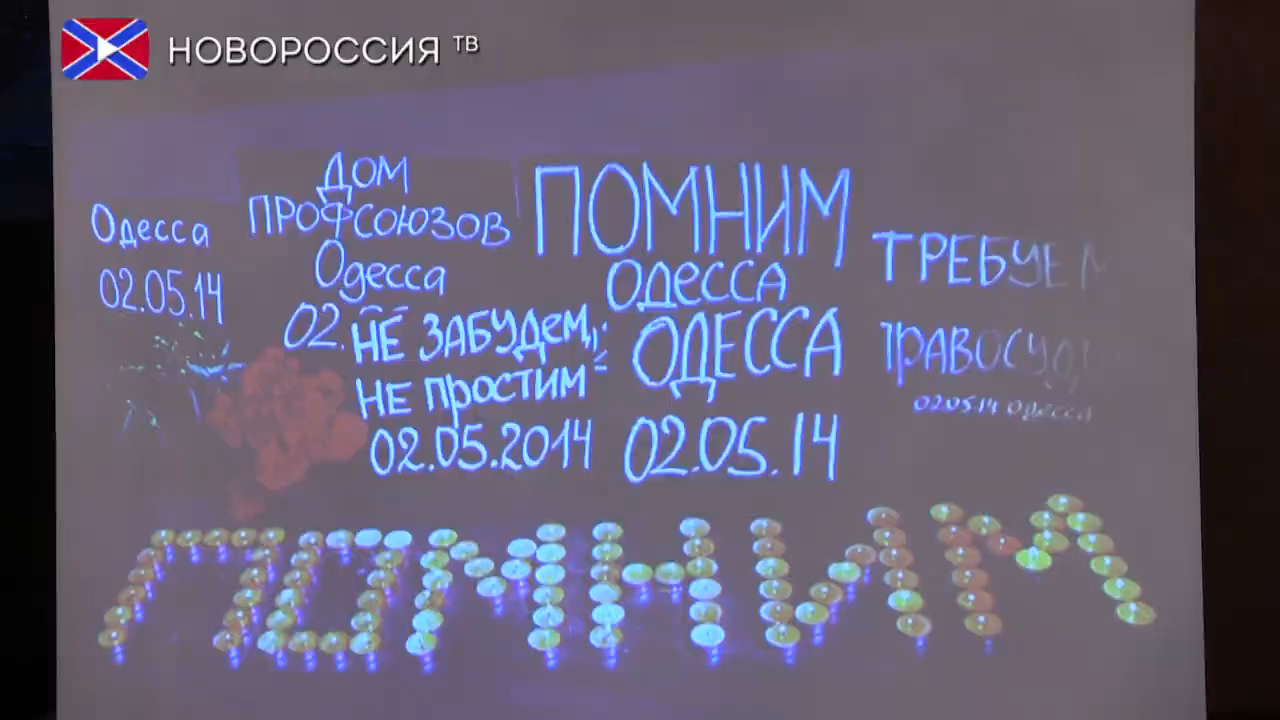 НОВОРОССИЯ ТВ
Одесса
02.05.14
ДОМ
ПРОФСОЮЗОВ
Одесса
02.
НЕ ЗАБУДЕМ,
НЕ ПРОСТИМ
02.05.2014
ПОМНИМ
ОДЕССА
ОДЕССА
02.05.14
ТРЕБУЕМ
ПРАВОСУДИ
02.05.14 Одесса
ПОМНИМ